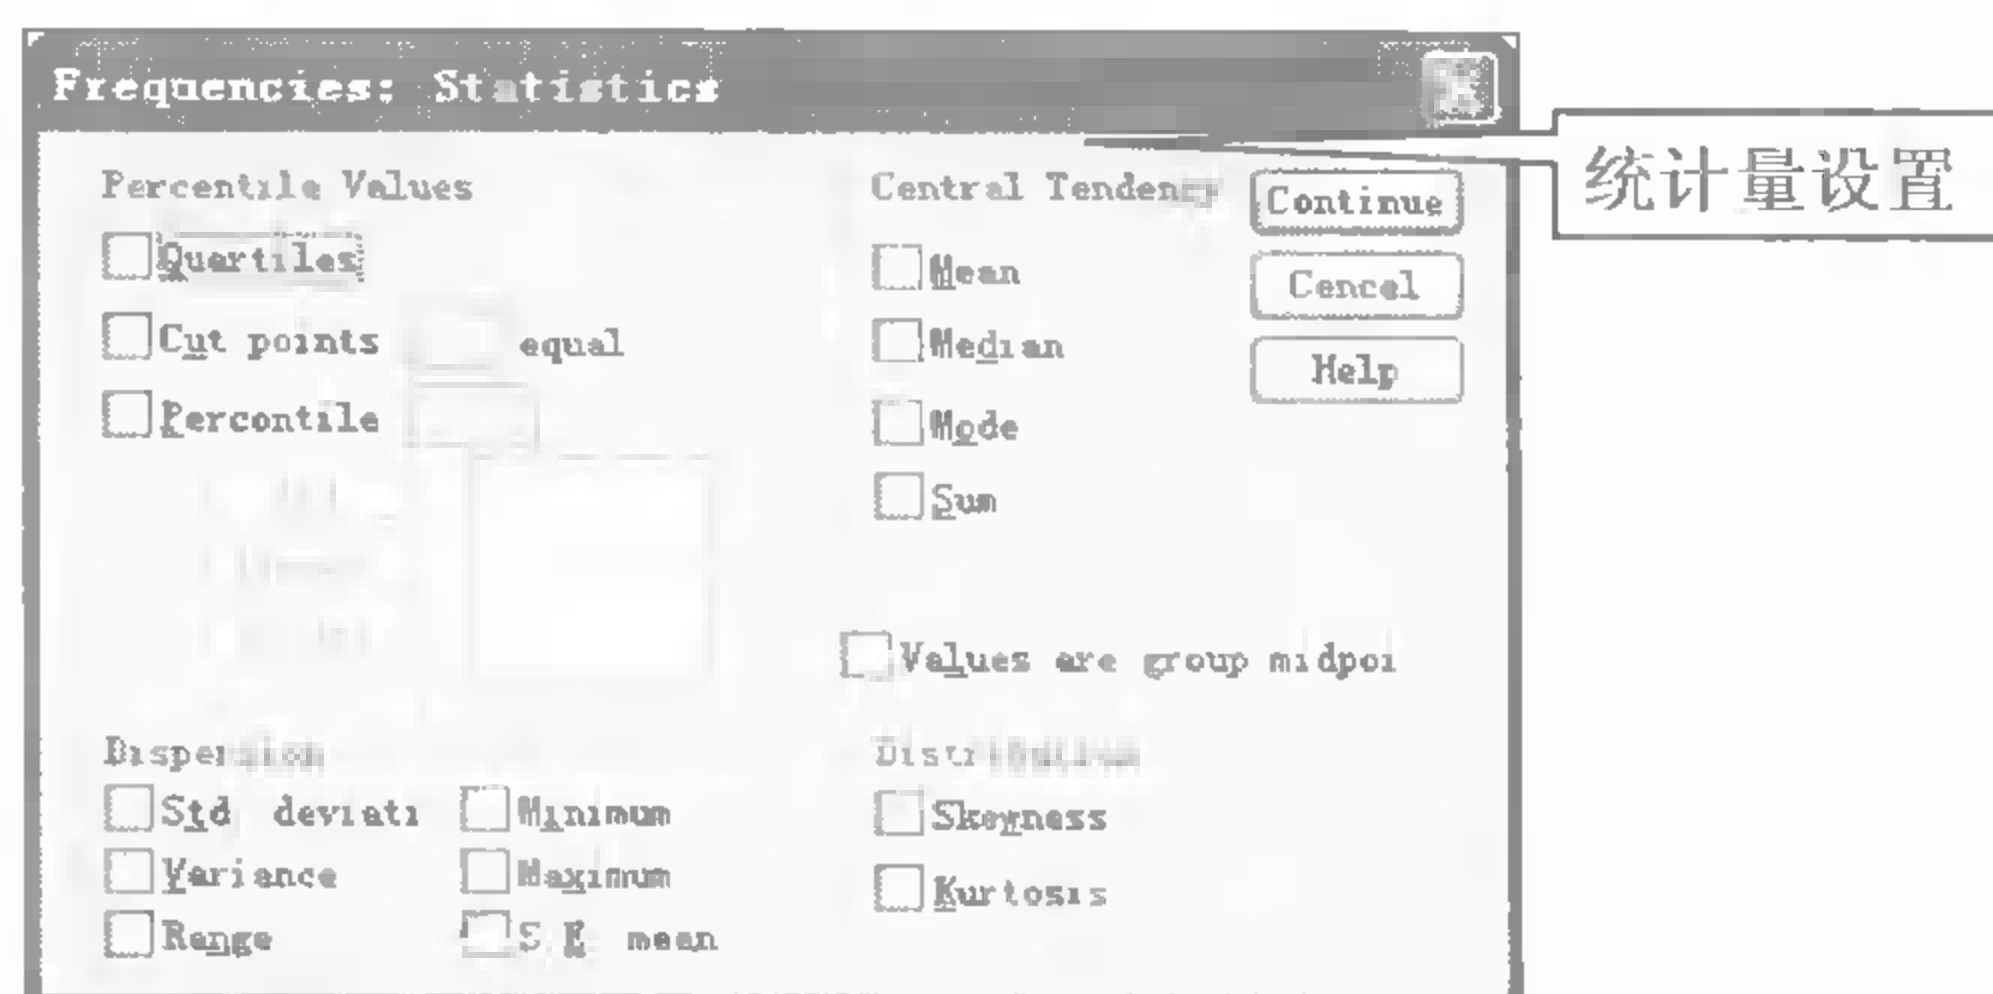 Frequencies: Statistics
统计量设置
Percentile Values
Quartiles
Cut points equal
Percentile
Central Tendency
Mean
Median
Mode
Sum
Continue
Cancel
Help
Values are group midpoi
Dispersion
Std deviati
Minimum
Variance
Maximum
Range
S E mean
Distribution
Skewness
Kurtosis